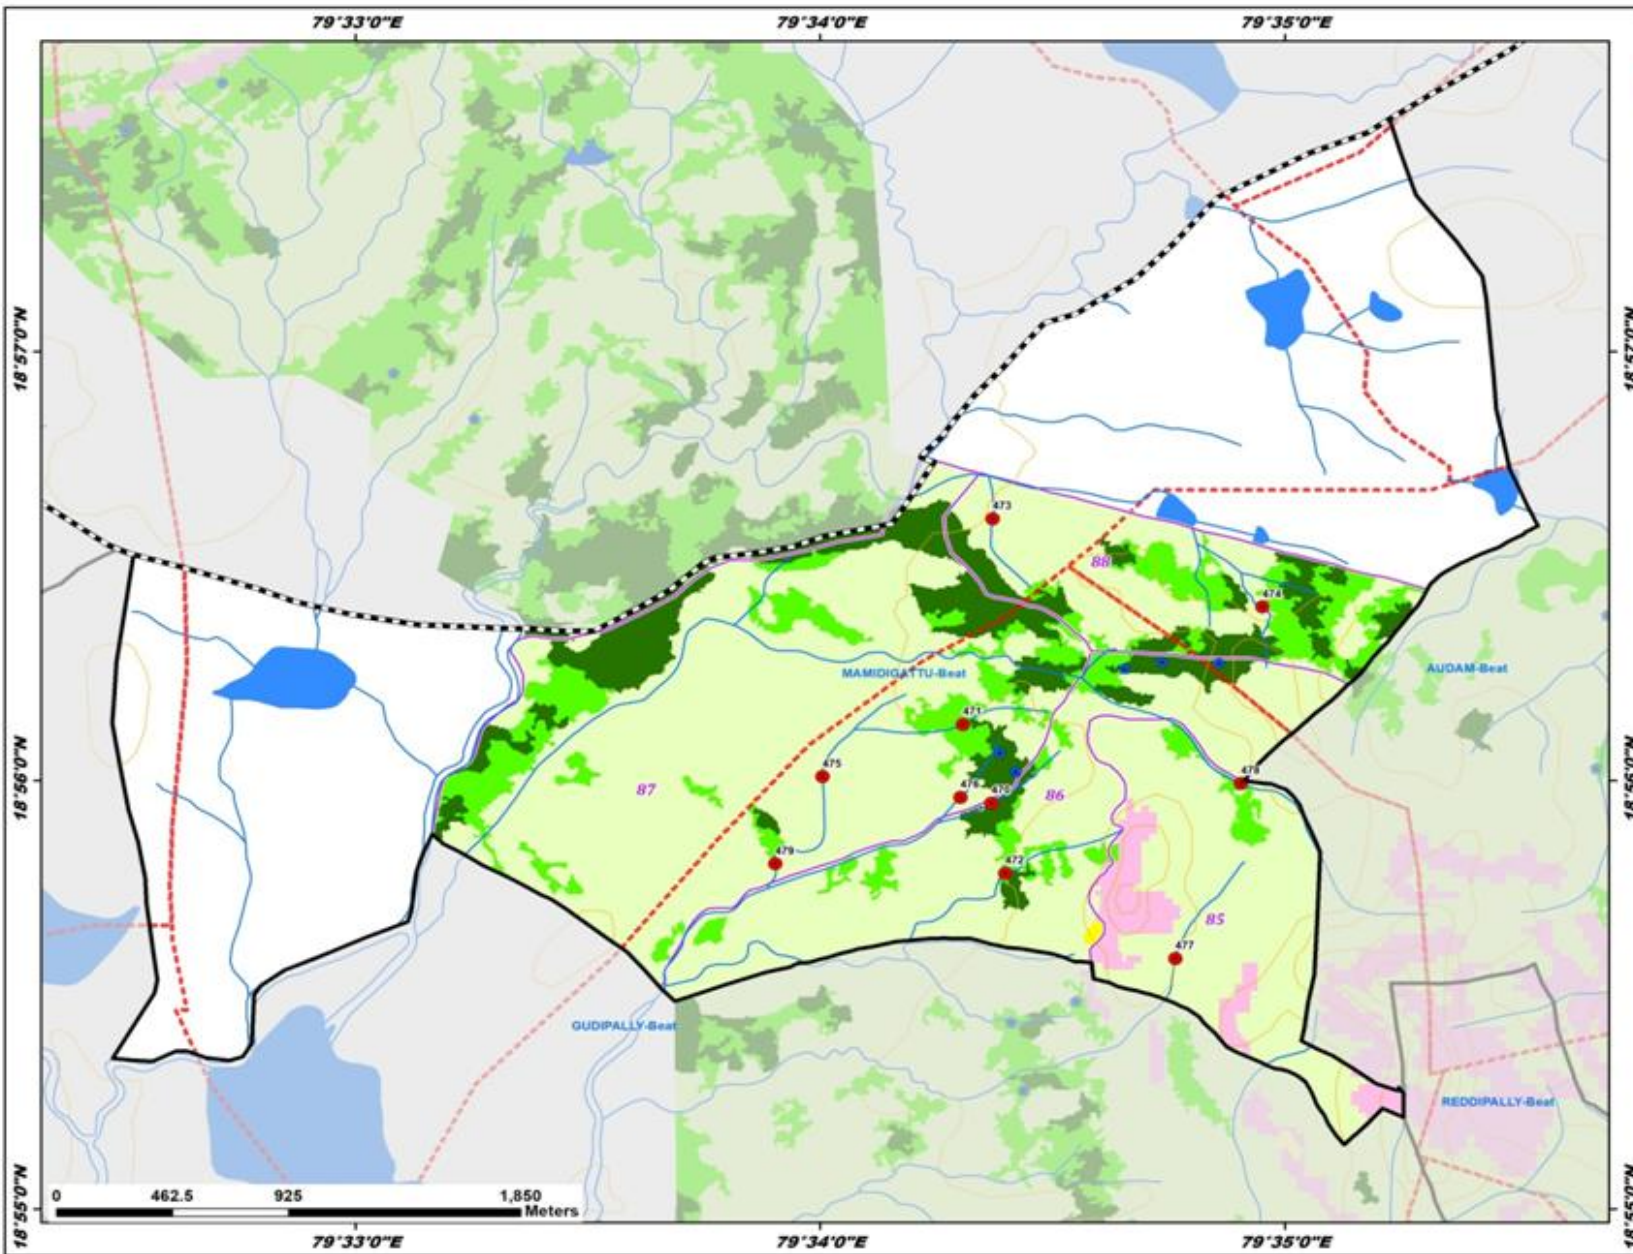 79°33'0"E 79°34'0"E 79°35'0"E
18°57'0"N 18°57'0"N
473
88
474
MAMIDIGATTU-Beat AUDAM-Beat
471
475 478
476 470
87 86
479
472
85
477
GUDIPALLY-Beat
REDDIPALLY-Beat
18°56'0"N 18°56'0"N
0 462.5 925 1,850
Meters
18°55'0"N 18°55'0"N
79°33'0"E 79°34'0"E 79°35'0"E